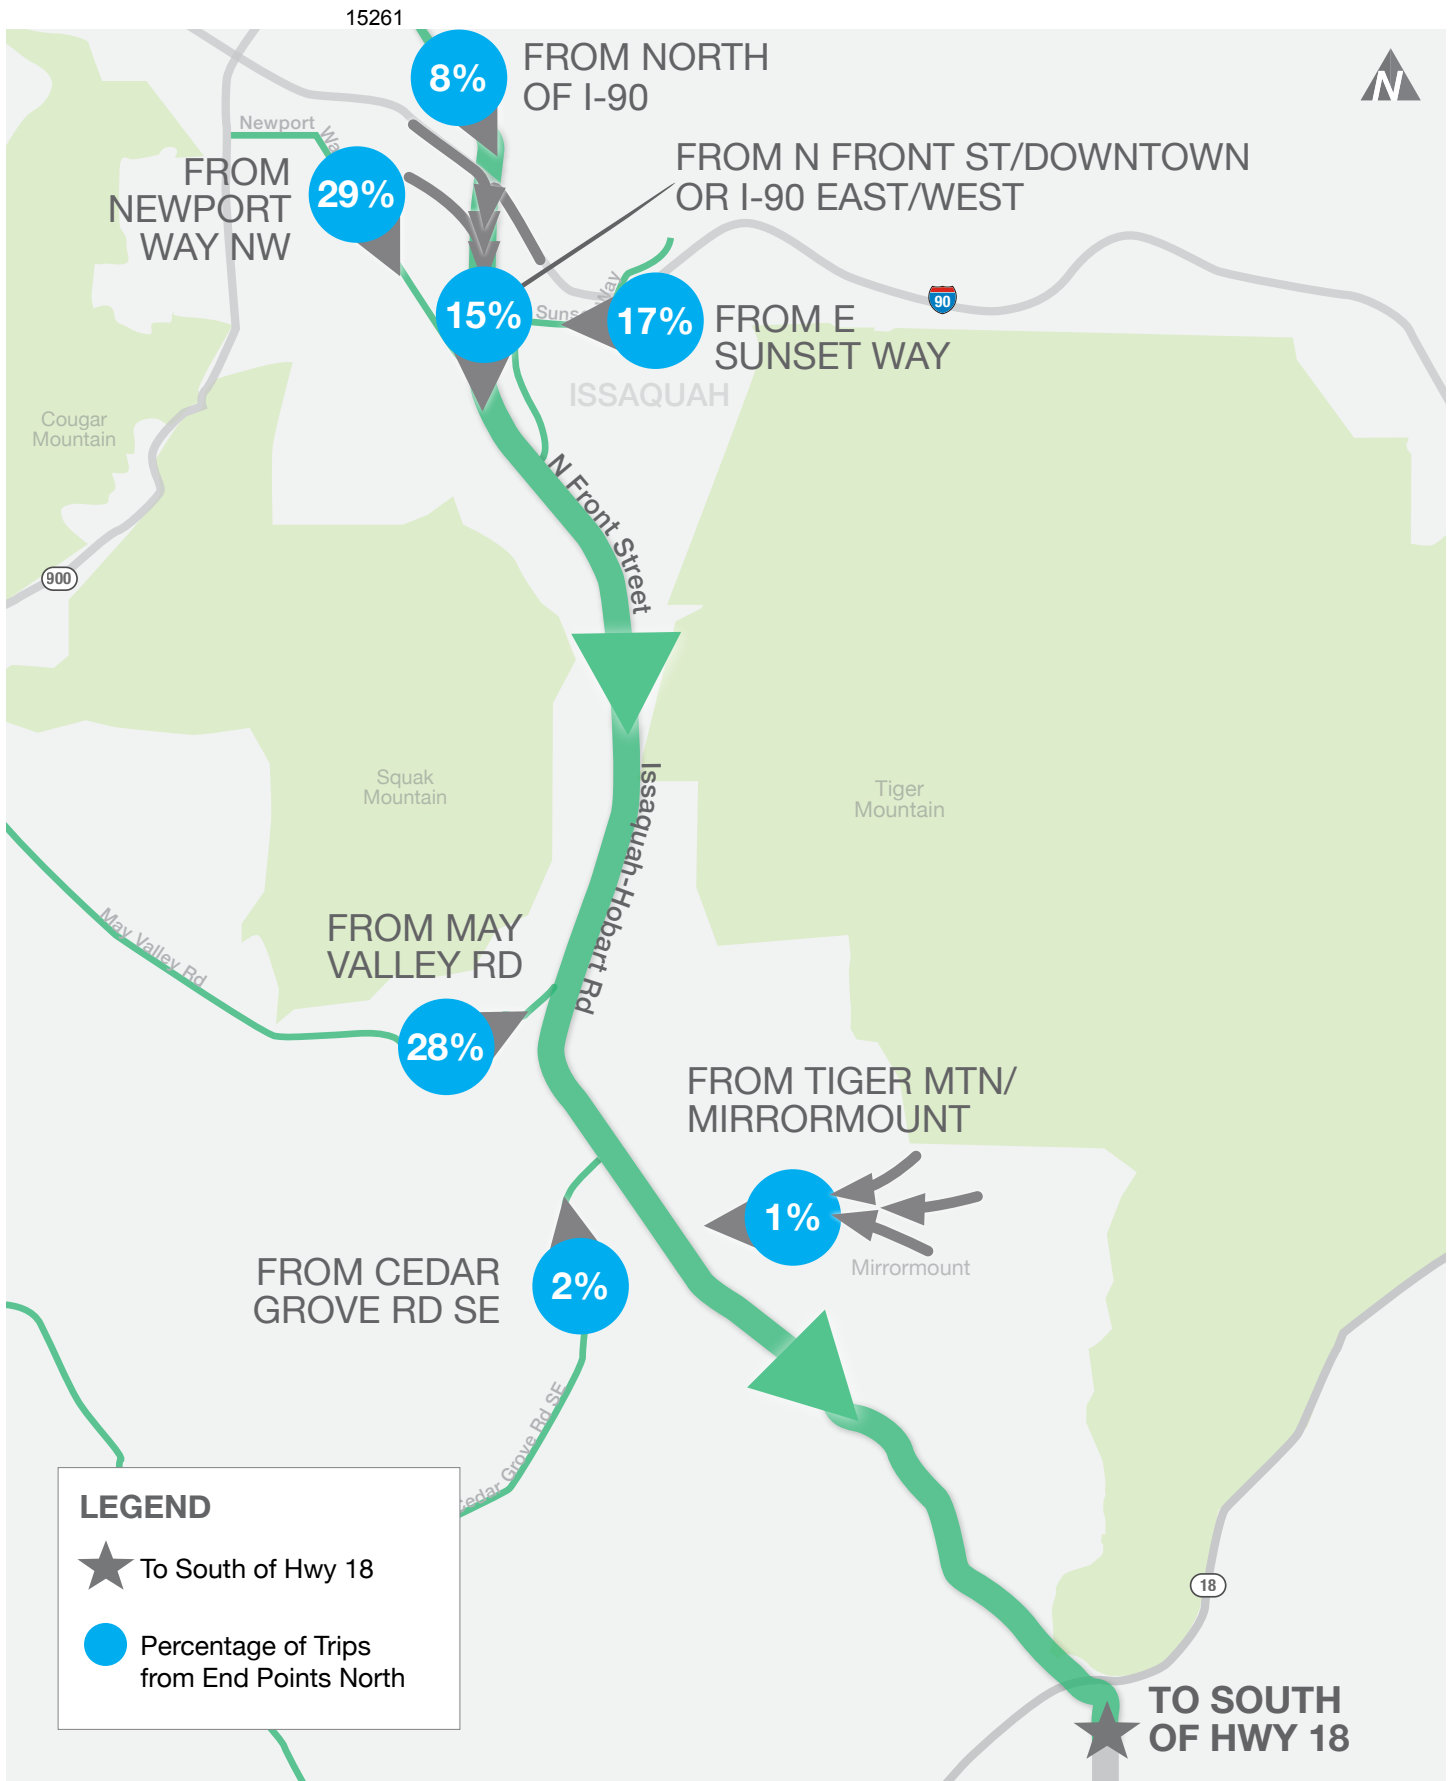 15261
8%
FROM NORTH
OF I-90
N
Newport
Wa
FROM
NEWPORT
WAY NW
29%
FROM N FRONT ST/DOWNTOWN
OR I-90 EAST/WEST
90
15%
Sunse
Way
17%
FROM E
SUNSET WAY
ISSAQUAH
Cougar
Mountain
N Front Street
900
Squak
Mountain
Tiger
Mountain
Issaquah-Hobart Rd
May Valley Rd
FROM MAY
VALLEY RD
28%
FROM TIGER MTN/
MIRRORMOUNT
1%
Mirrormount
FROM CEDAR
GROVE RD SE
2%
Cedar Grove Rd SE
LEGEND
To South of Hwy 18
Percentage of Trips
from End Points North
18
TO SOUTH
OF HWY 18